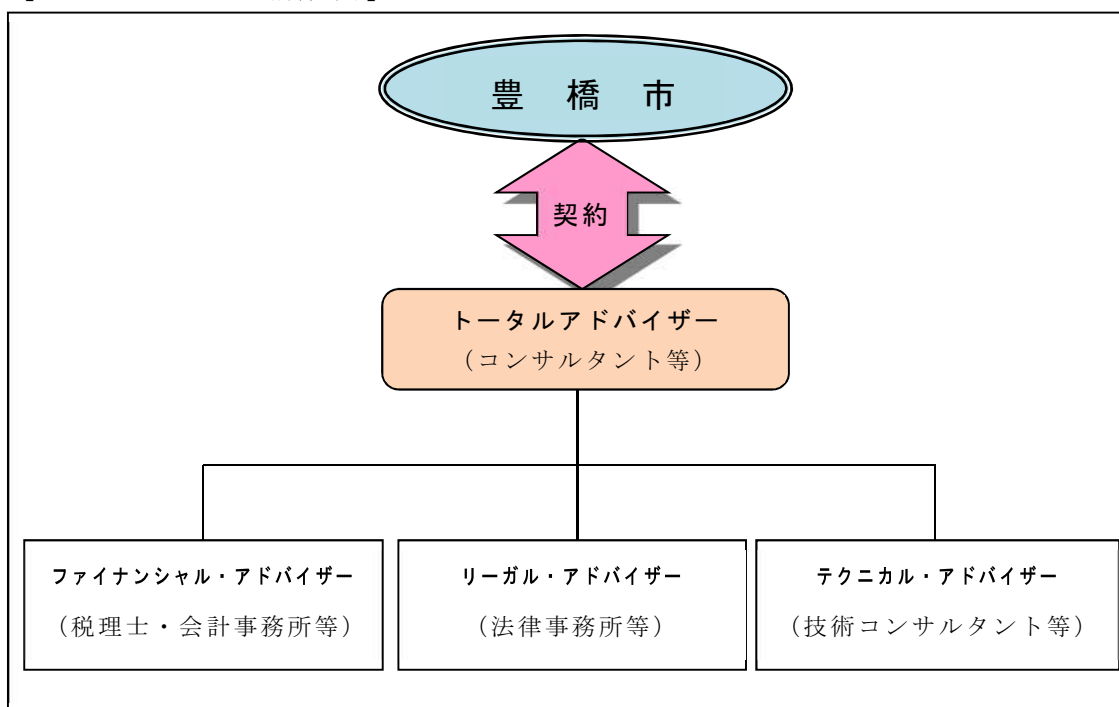 豊　橋　市
契約
トータルアドバイザー
（コンサルタント等）
ファイナンシャル・アドバイザー
（税理士・会計事務所等）
リーガル・アドバイザー
（法律事務所等）
テクニカル・アドバイザー
（技術コンサルタント等）